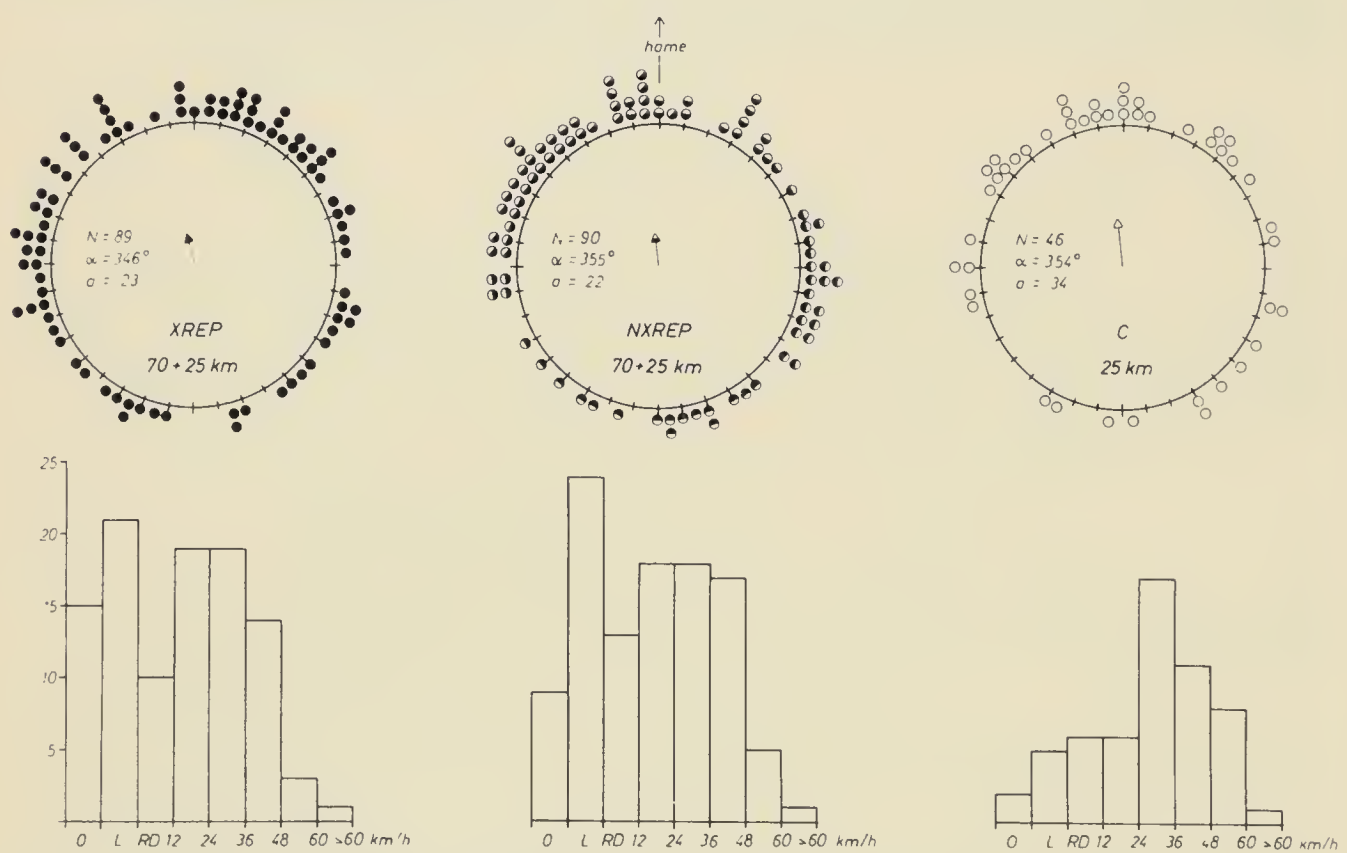 home
N = 89
α = 346°
a = .23
XREP
70 + 25 km
N = 90
α = 355°
a = .22
NXREP
70 + 25 km
N = 46
α = 354°
a = .34
C
25 km
25
20
15
10
5
0 L RD 12 24 36 48 60 >60 km/h
0 L RD 12 24 36 48 60 >60 km/h
0 L RD 12 24 36 48 60 >60 km/h